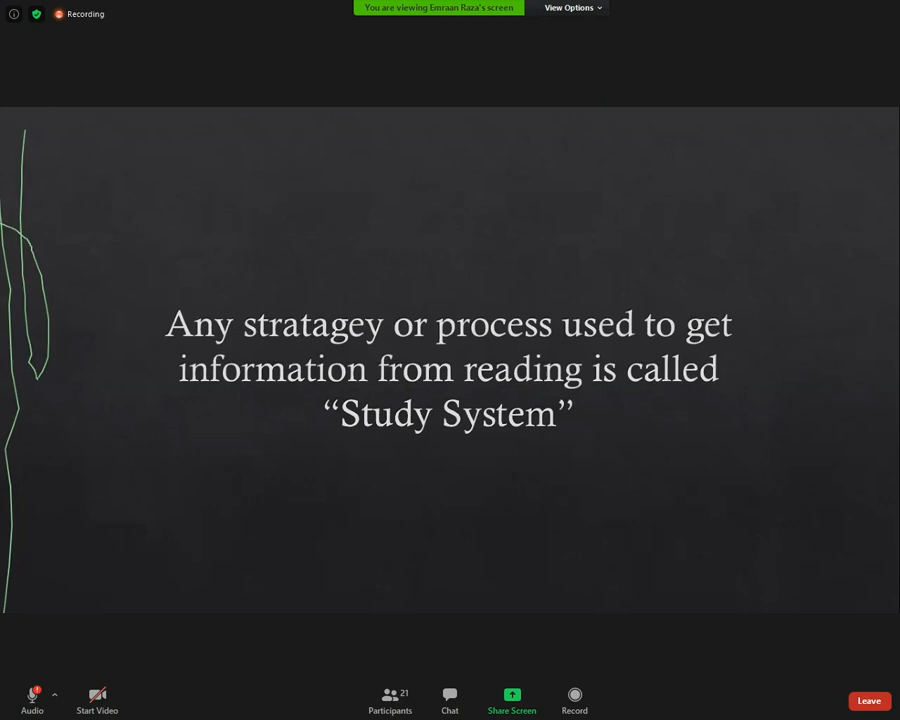 Recording
You are viewing Emraan Raza's screen
View Options
Any stratagey or process used to get
information from reading is called
“Study System”
Audio
Start Video
21
Participants
Chat
Share Screen
Record
Leave